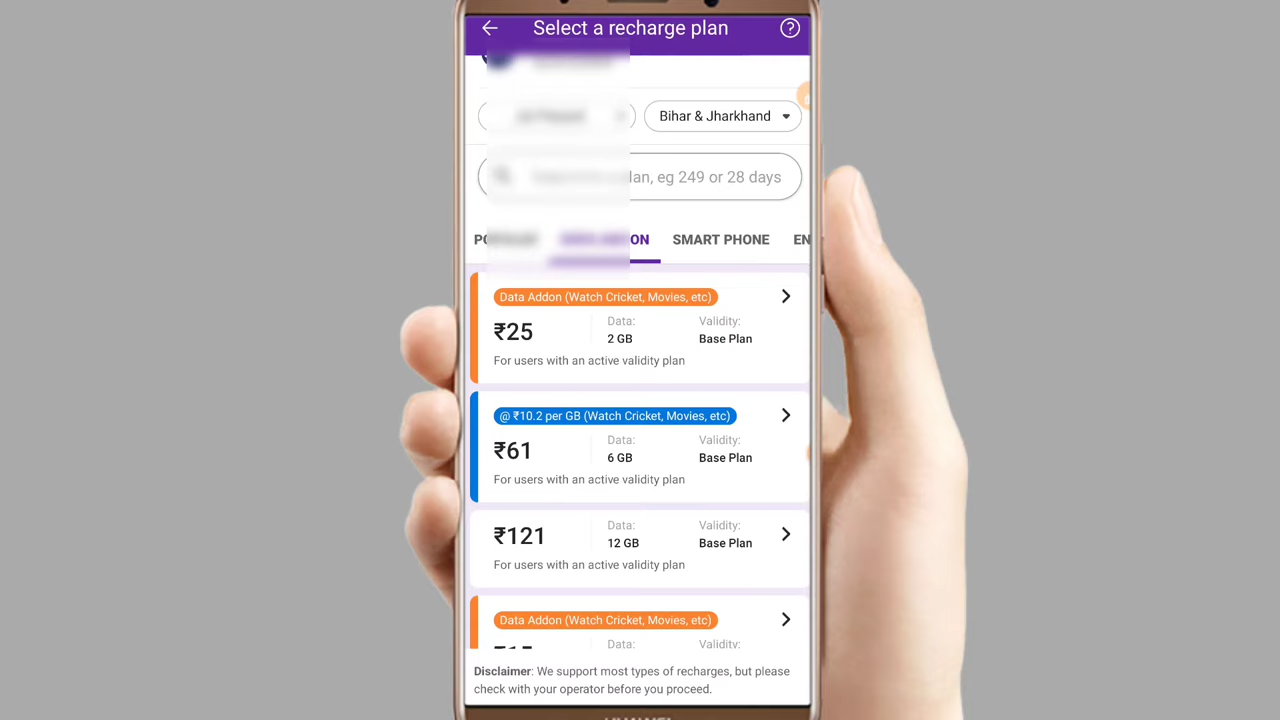 Select a recharge plan
Bihar & Jharkhand
lan, eg 249 or 28 days
ON SMART PHONE EN
Data Addon (Watch Cricket, Movies, etc)
₹25
Data:
2 GB
Validity:
Base Plan
For users with an active validity plan
@ ₹10.2 per GB (Watch Cricket, Movies, etc)
₹61
Data:
6 GB
Validity:
Base Plan
For users with an active validity plan
₹121
Data:
12 GB
Validity:
Base Plan
For users with an active validity plan
Data Addon (Watch Cricket, Movies, etc)
Data:
Validity:
Disclaimer: We support most types of recharges, but please
check with your operator before you proceed.